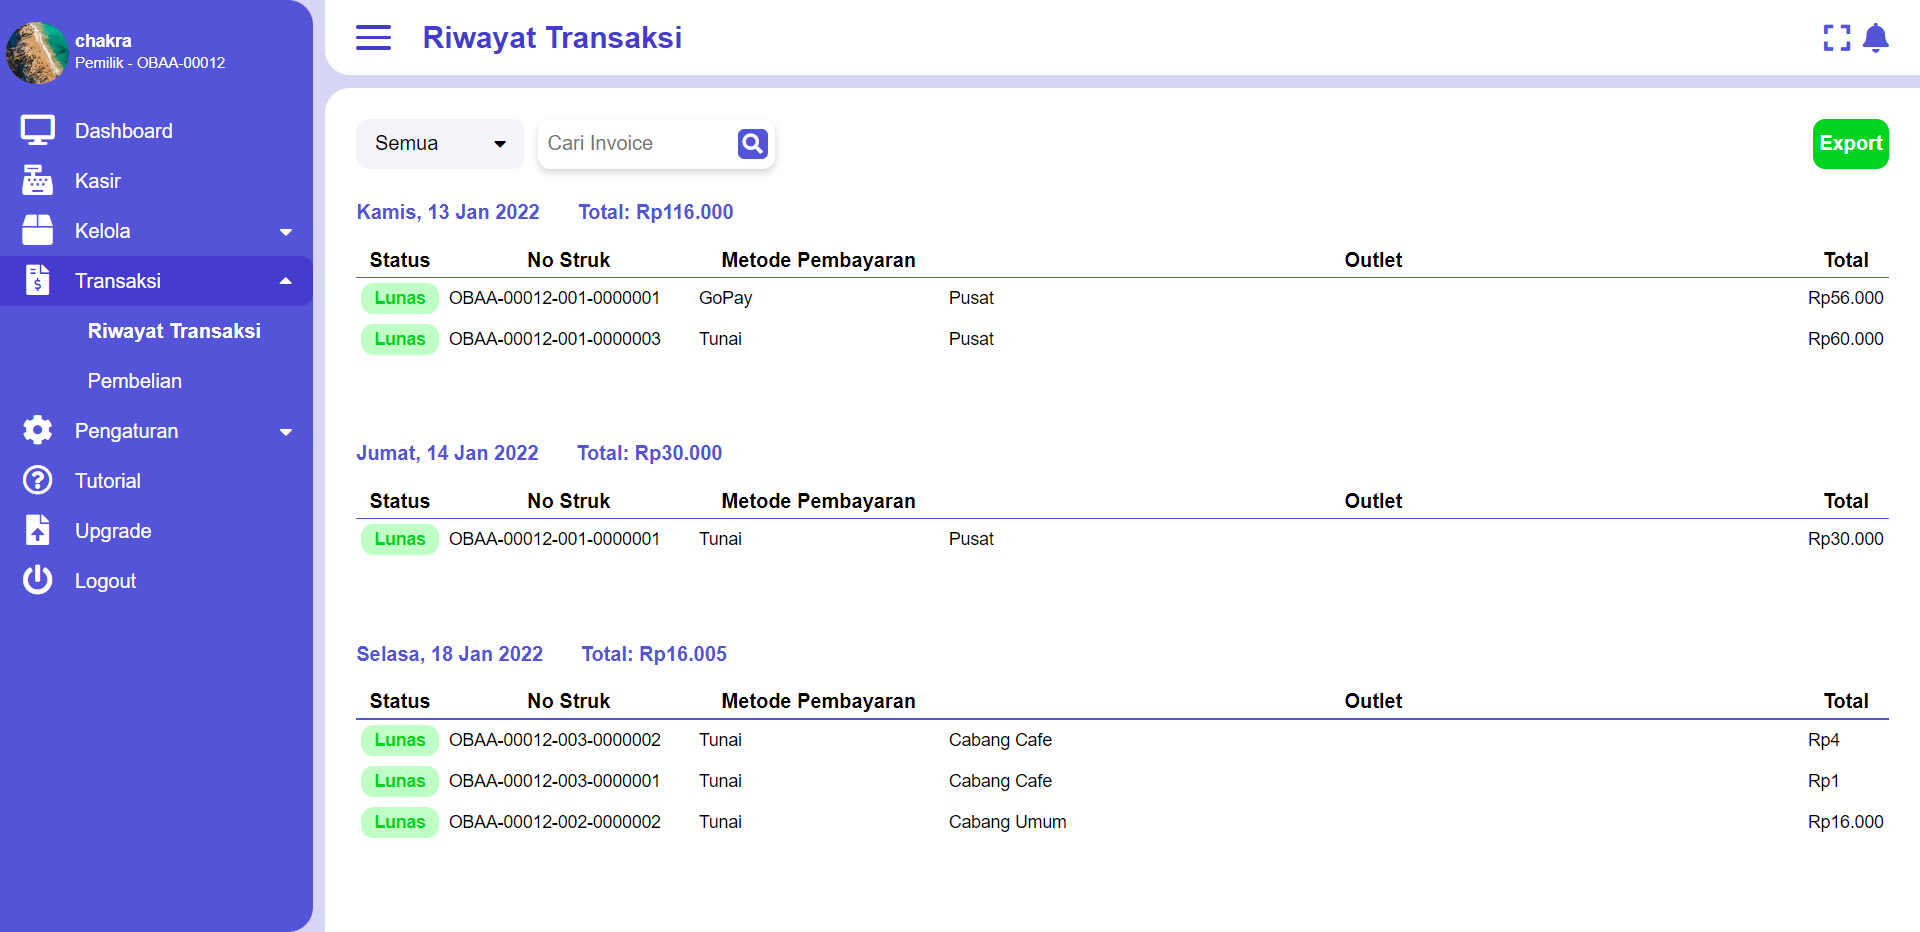 chakra
Pemilik - OBAA-00012
Dashboard
Kasir
Kelola
Transaksi
Riwayat Transaksi
Pembelian
Pengaturan
Tutorial
Upgrade
Logout
Riwayat Transaksi
Semua Cari Invoice Export
Kamis, 13 Jan 2022 Total: Rp116.000
Status No Struk Metode Pembayaran Outlet Total
Lunas OBAA-00012-001-0000001 GoPay Pusat Rp56.000
Lunas OBAA-00012-001-0000003 Tunai Pusat Rp60.000
Jumat, 14 Jan 2022 Total: Rp30.000
Status No Struk Metode Pembayaran Outlet Total
Lunas OBAA-00012-001-0000001 Tunai Pusat Rp30.000
Selasa, 18 Jan 2022 Total: Rp16.005
Status No Struk Metode Pembayaran Outlet Total
Lunas OBAA-00012-003-0000002 Tunai Cabang Cafe Rp4
Lunas OBAA-00012-003-0000001 Tunai Cabang Cafe Rp1
Lunas OBAA-00012-002-0000002 Tunai Cabang Umum Rp16.000